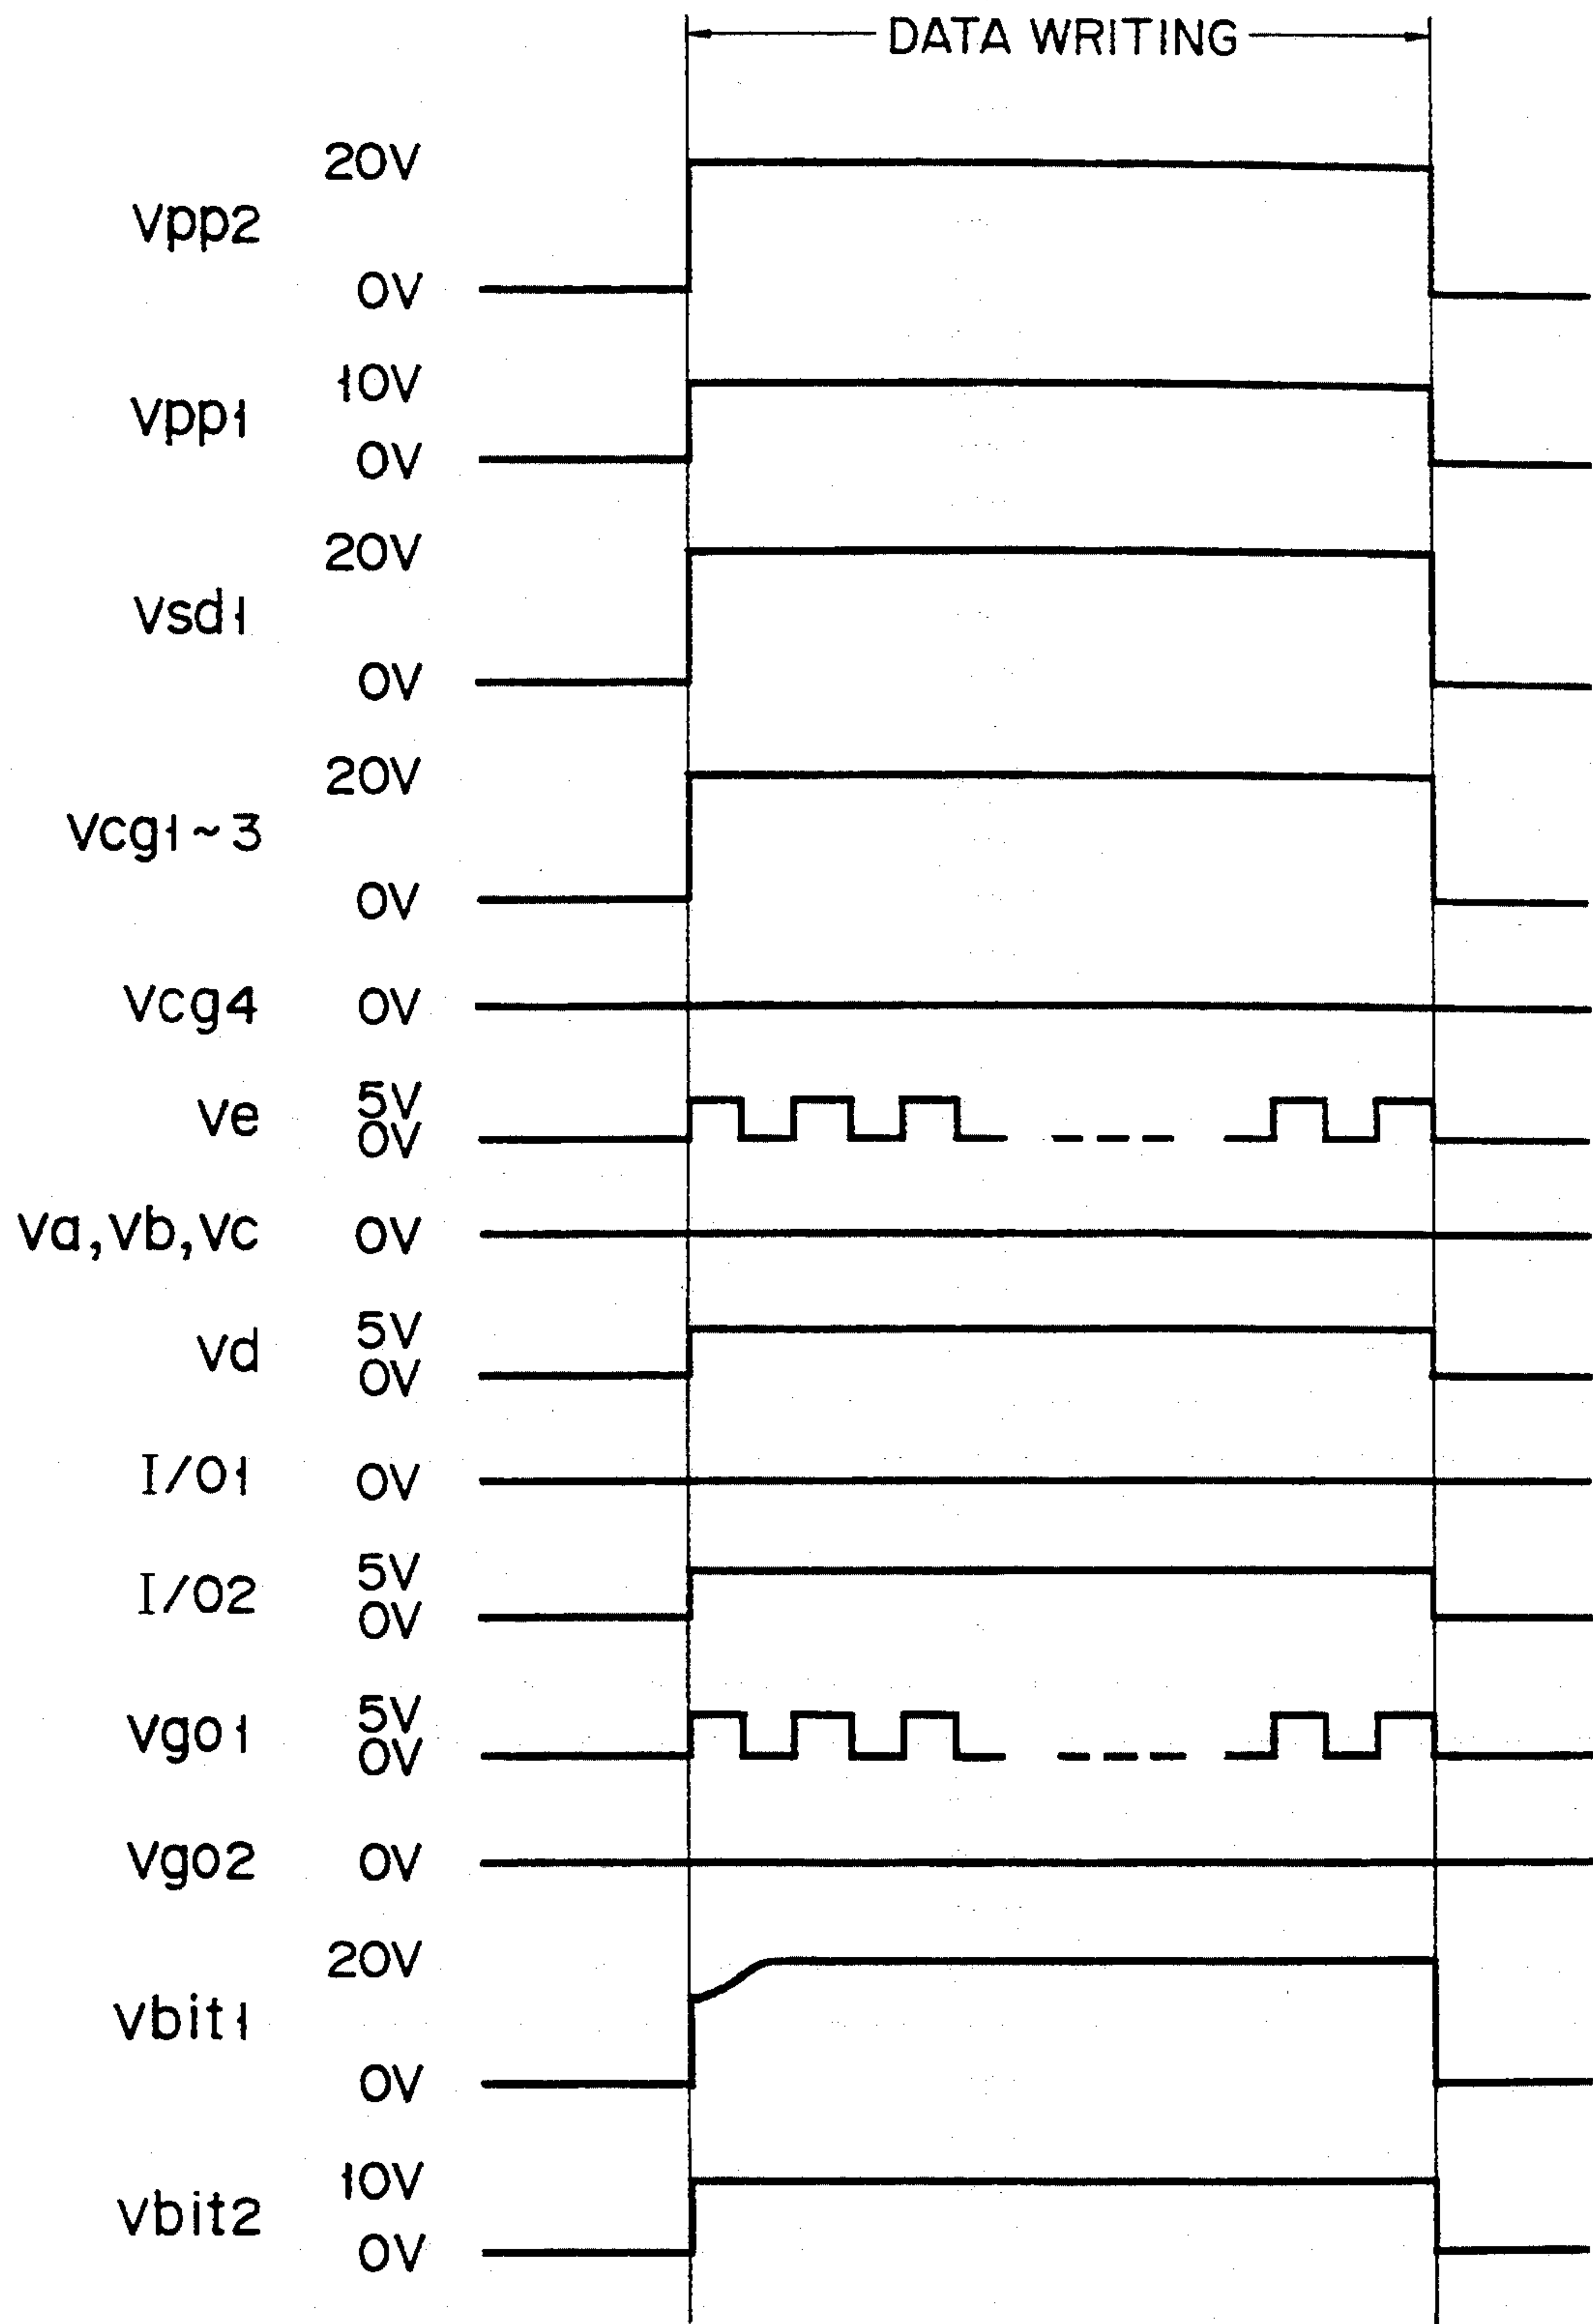 DATA WRITING
20V
Vpp2
0V
10V
Vpp1
0V
20V
Vsd1
0V
20V
Vcg1~3
0V
Vcg4 0V
5V
Ve
0V
Va,Vb,Vc 0V
5V
Vd
0V
I/O1 0V
5V
I/O2
0V
5V
Vgo1
0V
Vgo2 0V
20V
Vbit1
0V
10V
Vbit2
0V